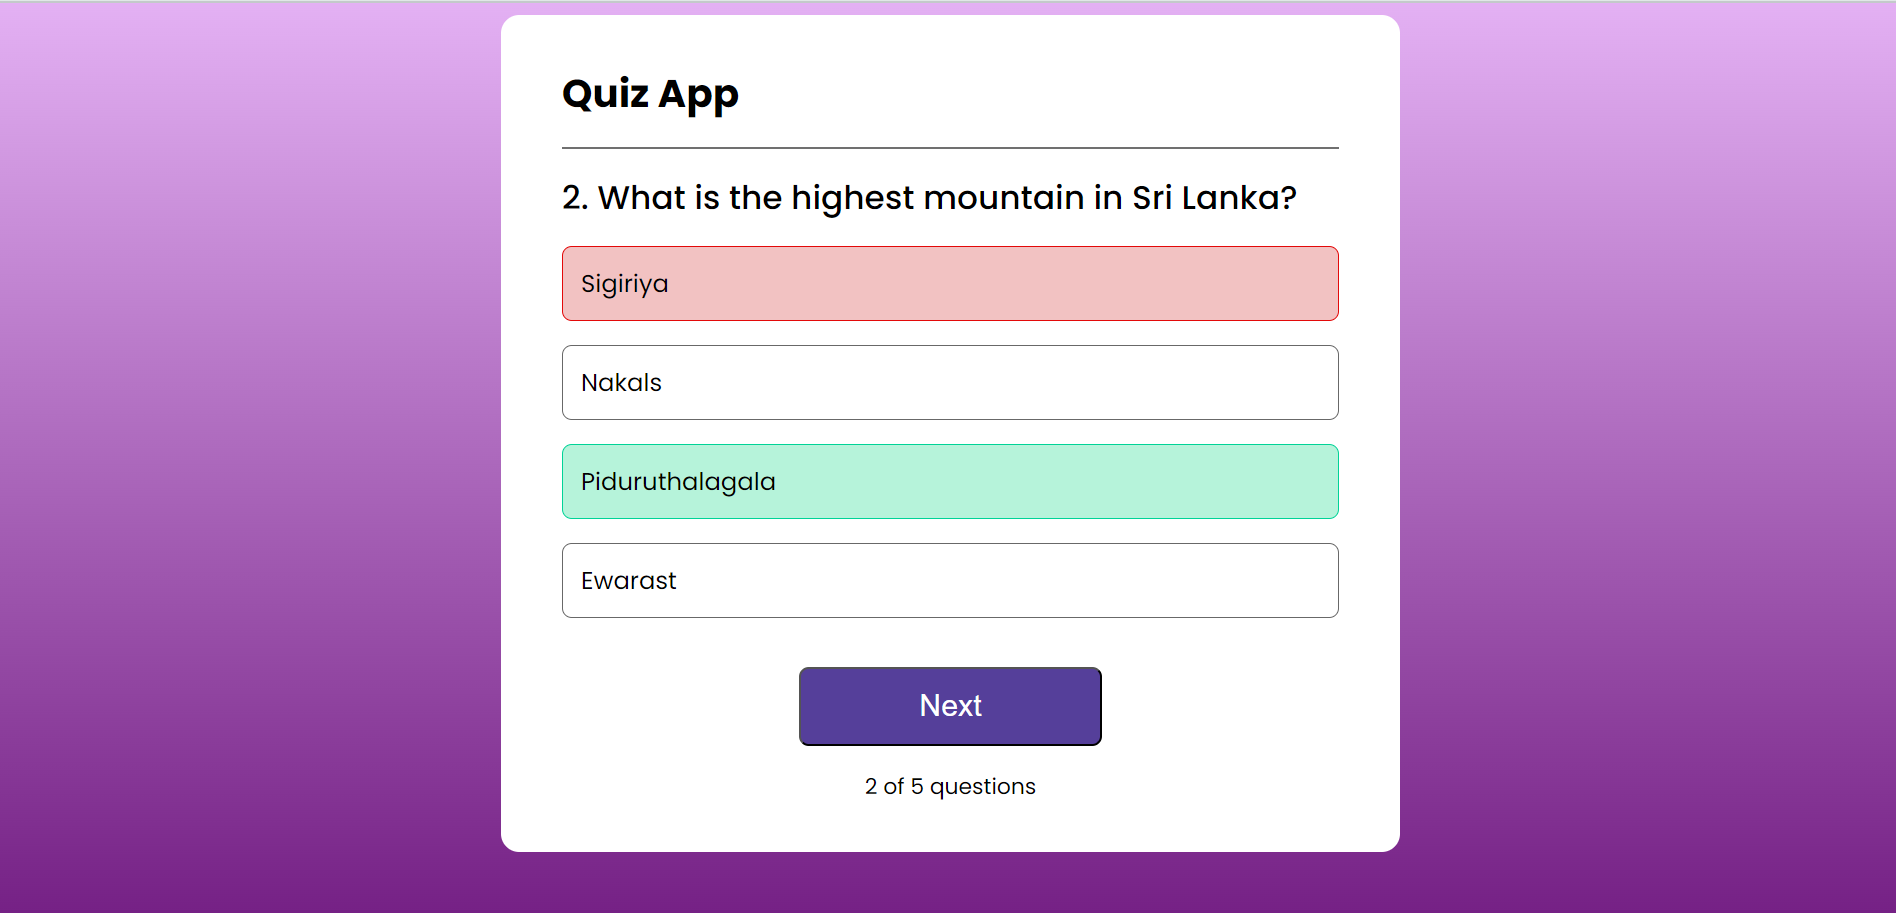 Quiz App
2. What is the highest mountain in Sri Lanka?
Sigiriya
Nakals
Piduruthalagala
Ewarast
Next
2 of 5 questions